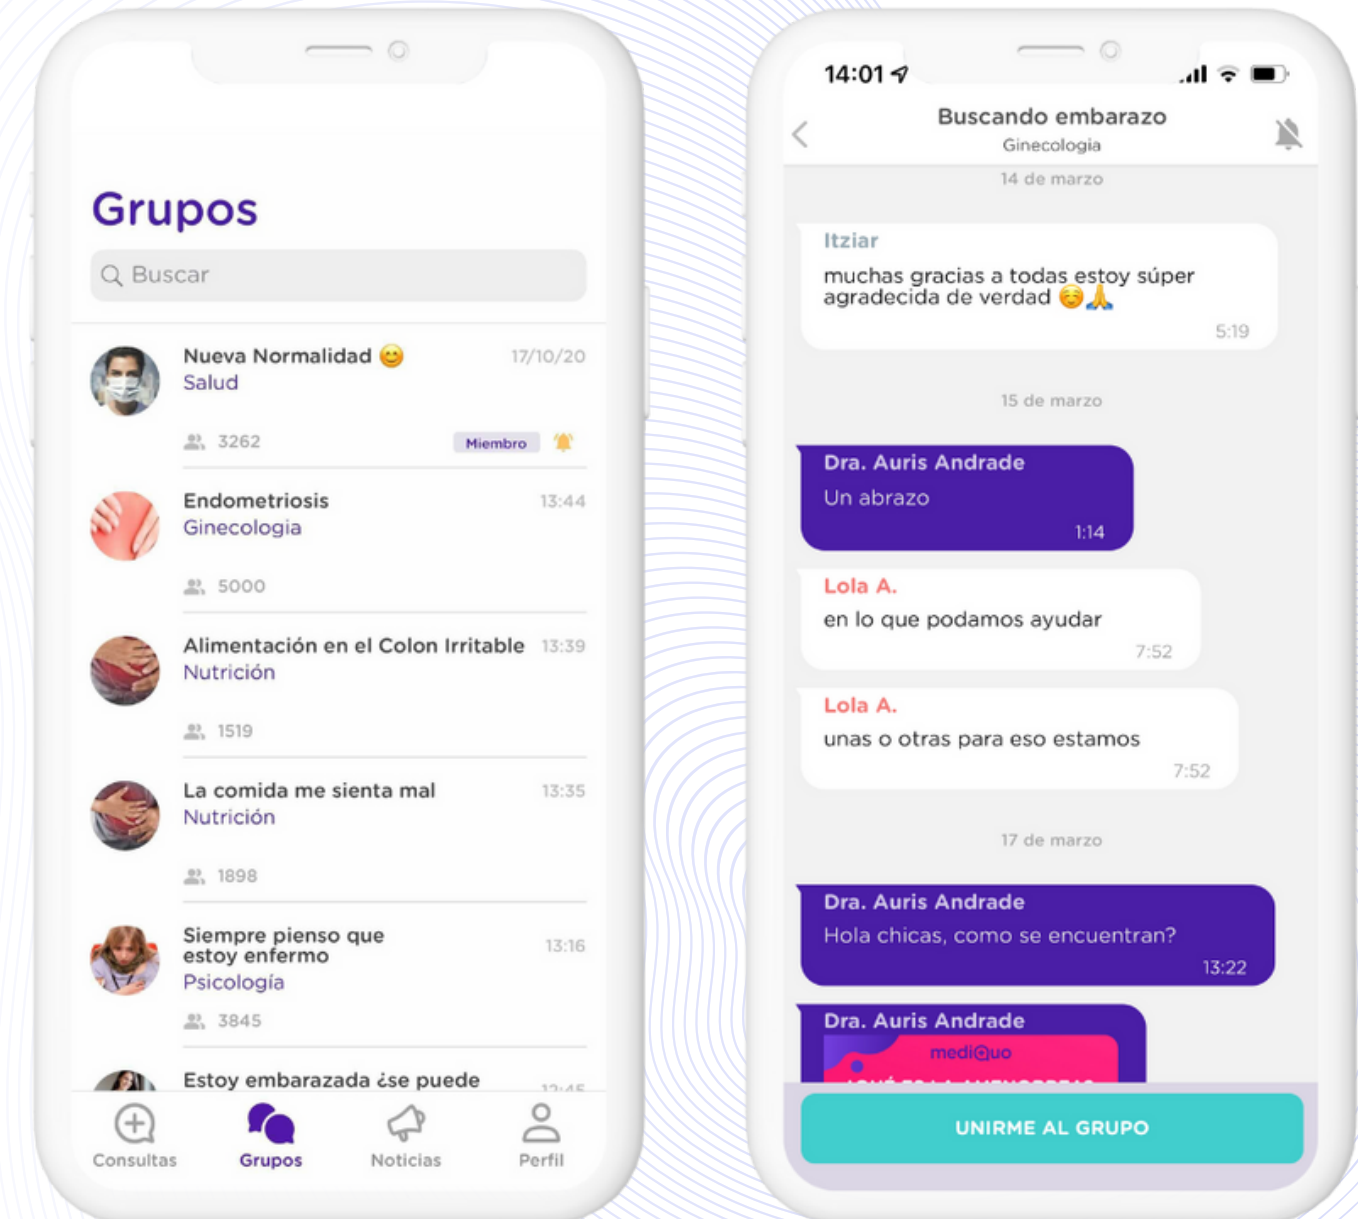 Grupos
Buscar
Nueva Normalidad 😊
17/10/20
Salud
3262
Miembro
Endometriosis
13:44
Ginecologia
5000
Alimentación en el Colon Irritable
13:39
Nutrición
1519
La comida me sienta mal
13:35
Nutrición
1898
Siempre pienso que
estoy enfermo
13:16
Psicología
3845
Estoy embarazada ¿se puede
12:45
Consultas
Grupos
Noticias
Perfil
14:01
Buscando embarazo
Ginecologia
14 de marzo
Itziar
muchas gracias a todas estoy súper
agradecida de verdad ☺️🙏
5:19
15 de marzo
Dra. Auris Andrade
Un abrazo
1:14
Lola A.
en lo que podamos ayudar
7:52
Lola A.
unas o otras para eso estamos
7:52
17 de marzo
Dra. Auris Andrade
Hola chicas, como se encuentran?
13:22
Dra. Auris Andrade
mediQuo
¿QUÉ ES LA AMENORREA?
UNIRME AL GRUPO